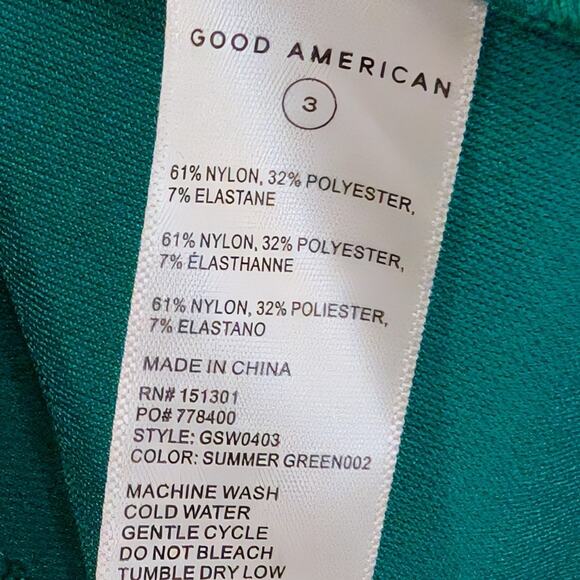 GOOD AMERICAN
3
61% NYLON, 32% POLYESTER,
7% ELASTANE
61% NYLON, 32% POLYESTER,
7% ÉLASTHANNE
61% NYLON, 32% POLIESTER,
7% ELASTANO
MADE IN CHINA
RN# 151301
PO# 778400
STYLE: GSW0403
COLOR: SUMMER GREEN002
MACHINE WASH
COLD WATER
GENTLE CYCLE
DO NOT BLEACH
TUMBLE DRY LOW